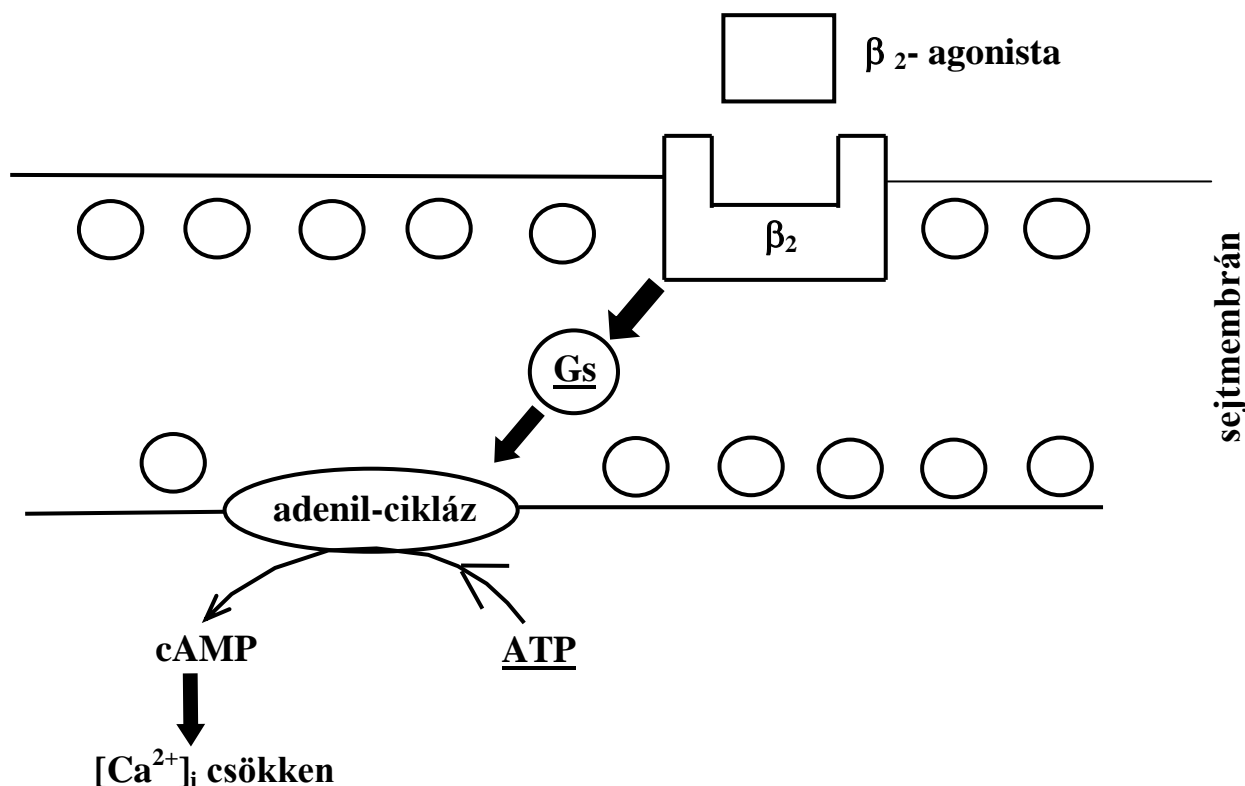 β 2- agonista
β2
sejtmembrán
Gs
adenil-cikláz
cAMP
ATP
[Ca2+]i csökken